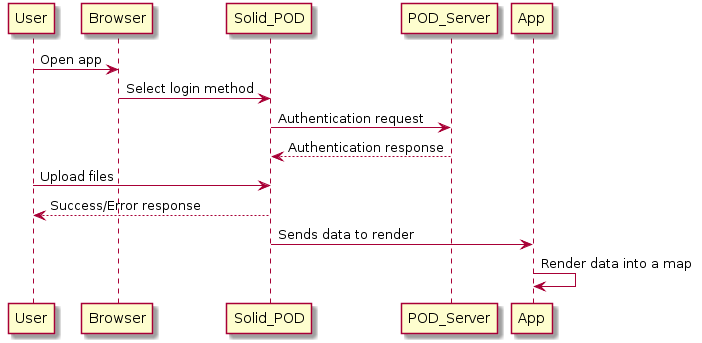 User Browser Solid_POD POD_Server App
Open app
Select login method
Authentication request
Authentication response
Upload files
Success/Error response
Sends data to render
Render data into a map
User Browser Solid_POD POD_Server App